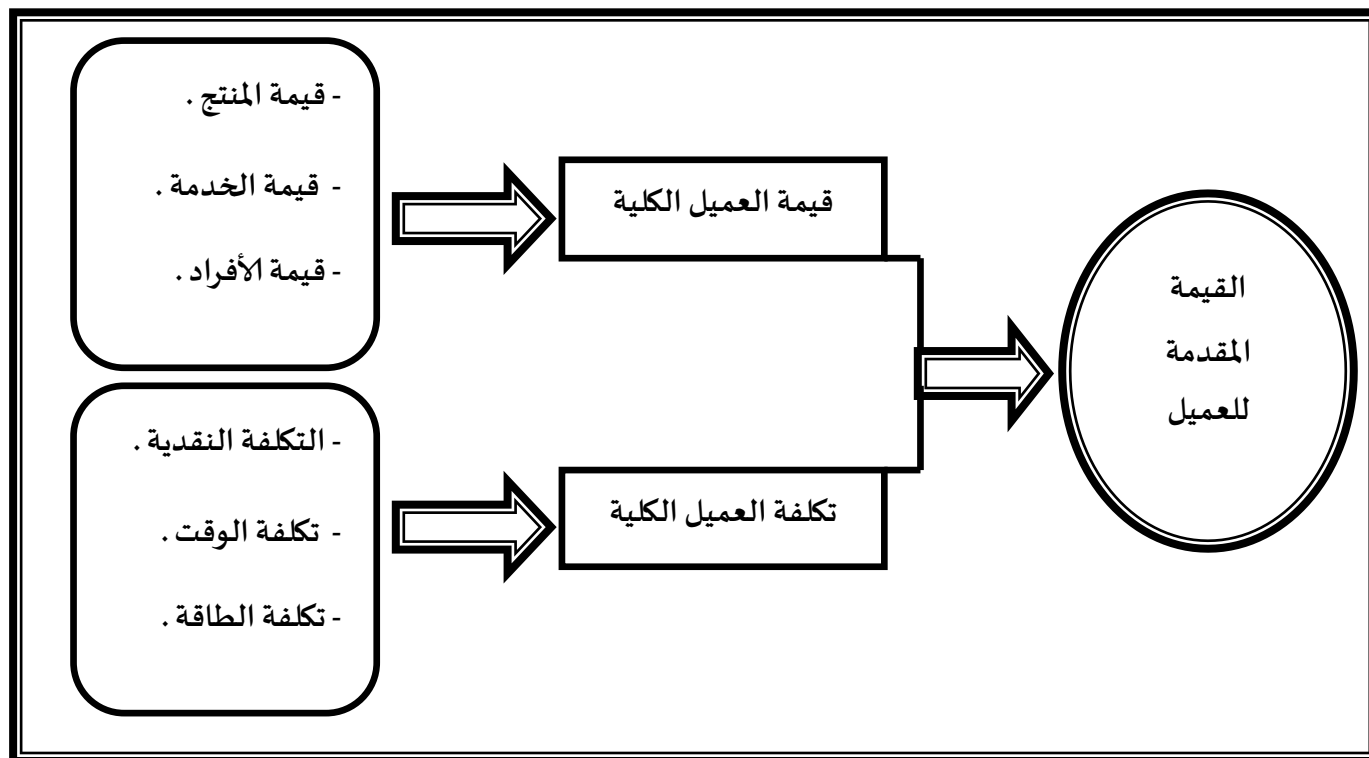 - قيمة المنتج .
- قيمة الخدمة .
- قيمة الأفراد .
قيمة العميل الكلية
- التكلفة النقدية .
- تكلفة الوقت .
- تكلفة الطاقة .
تكلفة العميل الكلية
القيمة
المقدمة
للعميل